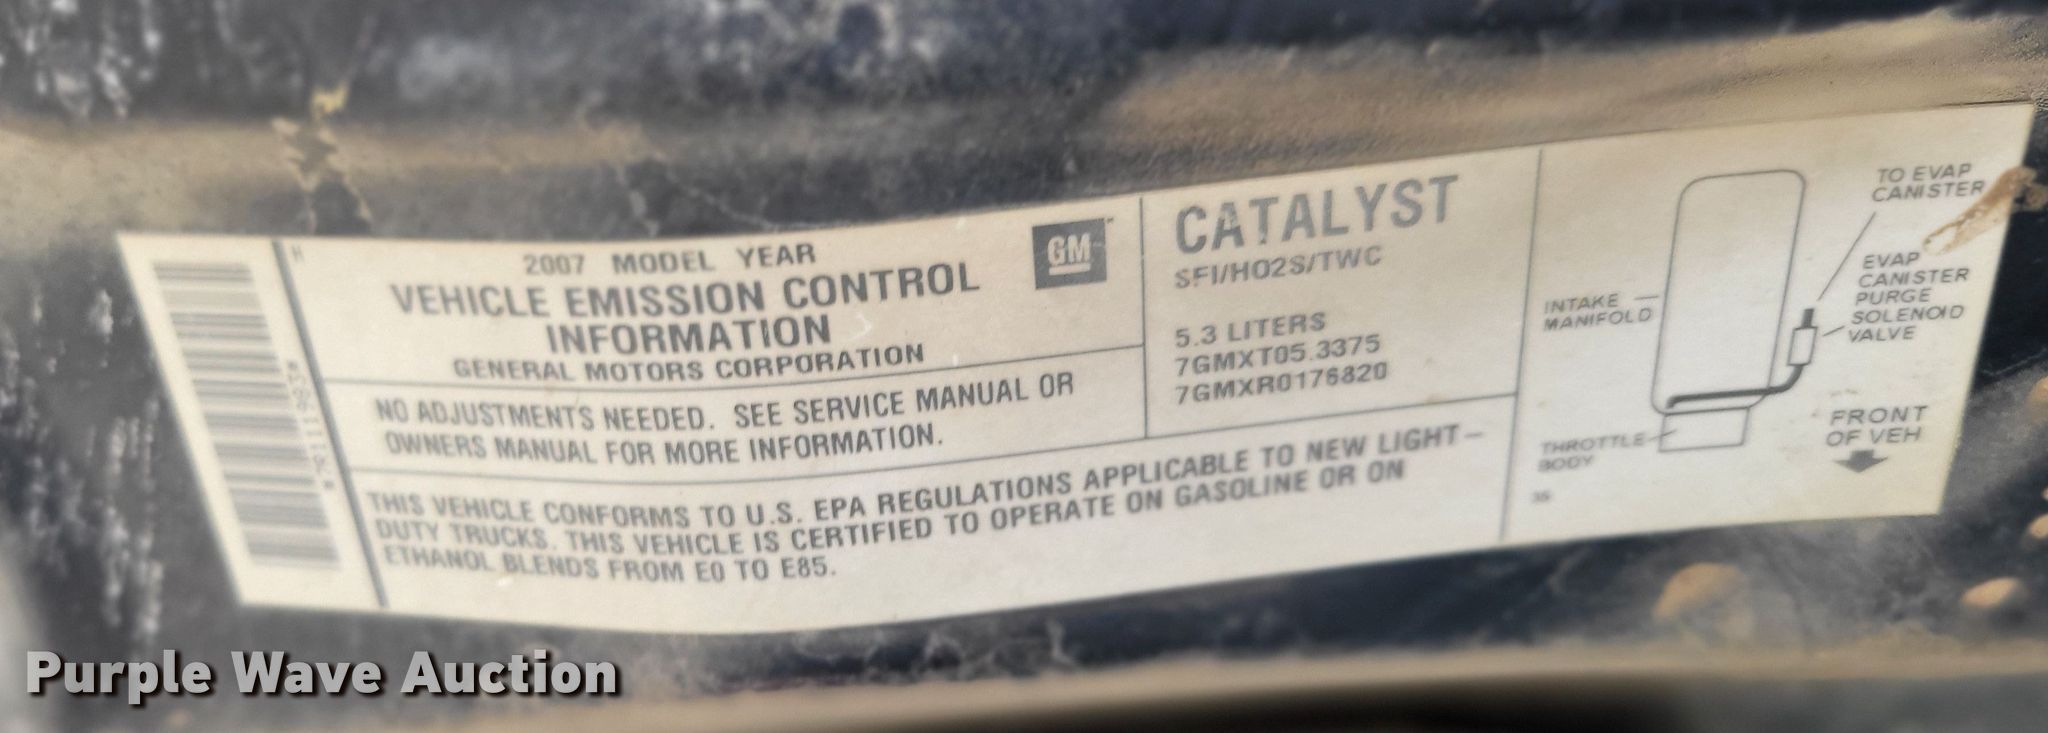 H
*7R1111983*
2007 MODEL YEAR
VEHICLE EMISSION CONTROL
INFORMATION
GENERAL MOTORS CORPORATION
GM
NO ADJUSTMENTS NEEDED. SEE SERVICE MANUAL OR
OWNERS MANUAL FOR MORE INFORMATION.
CATALYST
SFI/HO2S/TWC
5.3 LITERS
7GMXT05.3375
7GMXR0176820
THIS VEHICLE CONFORMS TO U.S. EPA REGULATIONS APPLICABLE TO NEW LIGHT-
DUTY TRUCKS. THIS VEHICLE IS CERTIFIED TO OPERATE ON GASOLINE OR ON
ETHANOL BLENDS FROM E0 TO E85.
TO EVAP
CANISTER
EVAP
CANISTER
PURGE
SOLENOID
VALVE
INTAKE
MANIFOLD
THROTTLE
BODY
FRONT
OF VEH
Purple Wave Auction